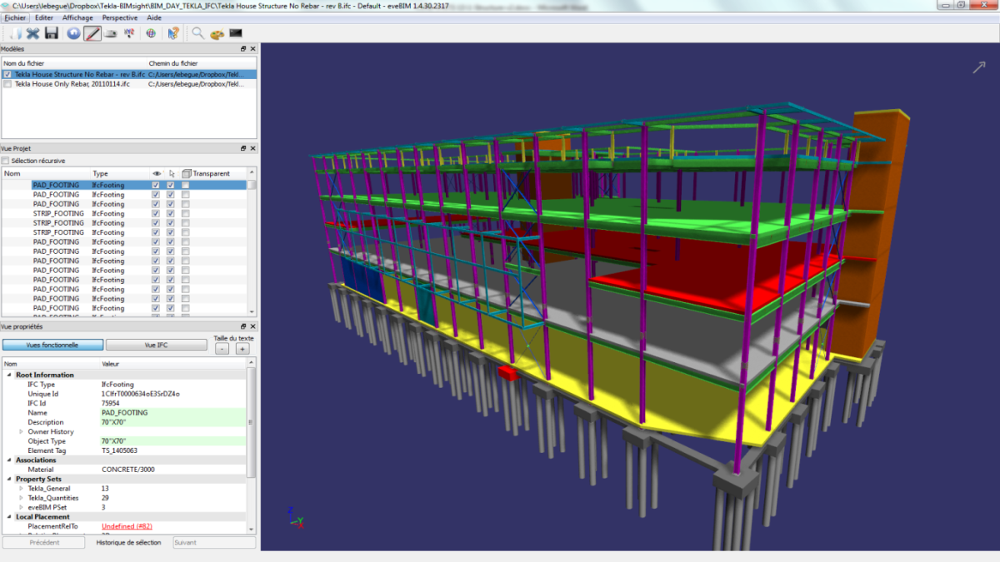 C:\Users\lebegue\Dropbox\Tekla-BIMsight\BIM_DAY_TEKLA_IFC\Tekla House Structure No Rebar - rev B.ifc - Default - eveBIM 1.4.30.2317
Fichier Editer Affichage Perspective Aide
Modèles
Nom du fichier Chemin du fichier
Tekla House Structure No Rebar - rev B.ifc C:/Users/lebegue/Dropbox/Tekl...
Tekla House Only Rebar, 20110114.ifc C:/Users/lebegue/Dropbox/Tekl...
Vue Projet
Sélection récursive
Nom Type Transparent
PAD_FOOTING IfcFooting
PAD_FOOTING IfcFooting
PAD_FOOTING IfcFooting
STRIP_FOOTING IfcFooting
STRIP_FOOTING IfcFooting
STRIP_FOOTING IfcFooting
PAD_FOOTING IfcFooting
PAD_FOOTING IfcFooting
PAD_FOOTING IfcFooting
PAD_FOOTING IfcFooting
PAD_FOOTING IfcFooting
PAD_FOOTING IfcFooting
PAD_FOOTING IfcFooting
PAD_FOOTING IfcFooting
Vue propriétés
Vues fonctionnelle Vue IFC Taille du texte
- +
Nom Valeur
Root Information
IFC Type IfcFooting
Unique Id 1CIfrT0000634oE3SrDZ4o
IFC Id 75954
Name PAD_FOOTING
Description 70"X70"
Owner History
Object Type 70"X70"
Element Tag TS_1405063
Associations
Material CONCRETE/3000
Property Sets
Tekla_General 13
Tekla_Quantities 29
eveBIM PSet 3
Local Placement
PlacementRelTo Undefined (#82)
Précédent Historique de sélection Suivant
Z
Y
X